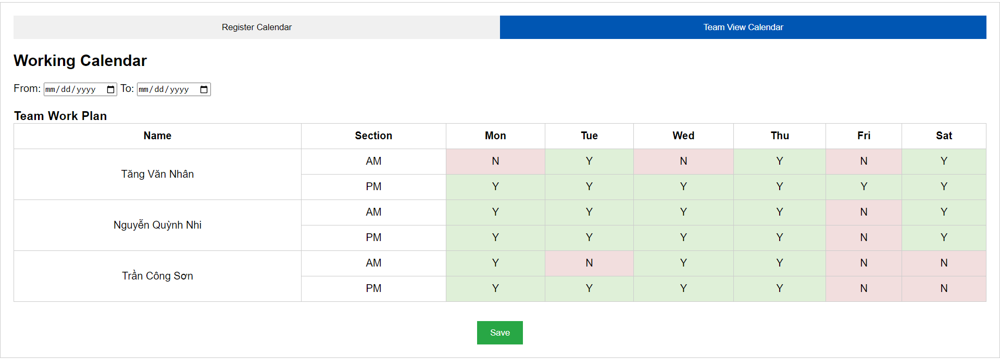 Register Calendar Team View Calendar
Working Calendar
From: mm/dd/yyyy To: mm/dd/yyyy
Team Work Plan
Name Section Mon Tue Wed Thu Fri Sat
Tăng Văn Nhân
AM N Y N Y N Y
PM Y Y Y Y Y Y
Nguyễn Quỳnh Nhi
AM Y Y Y Y N Y
PM Y Y Y Y N Y
Trần Công Sơn
AM Y N Y Y N N
PM Y Y Y Y N N
Save